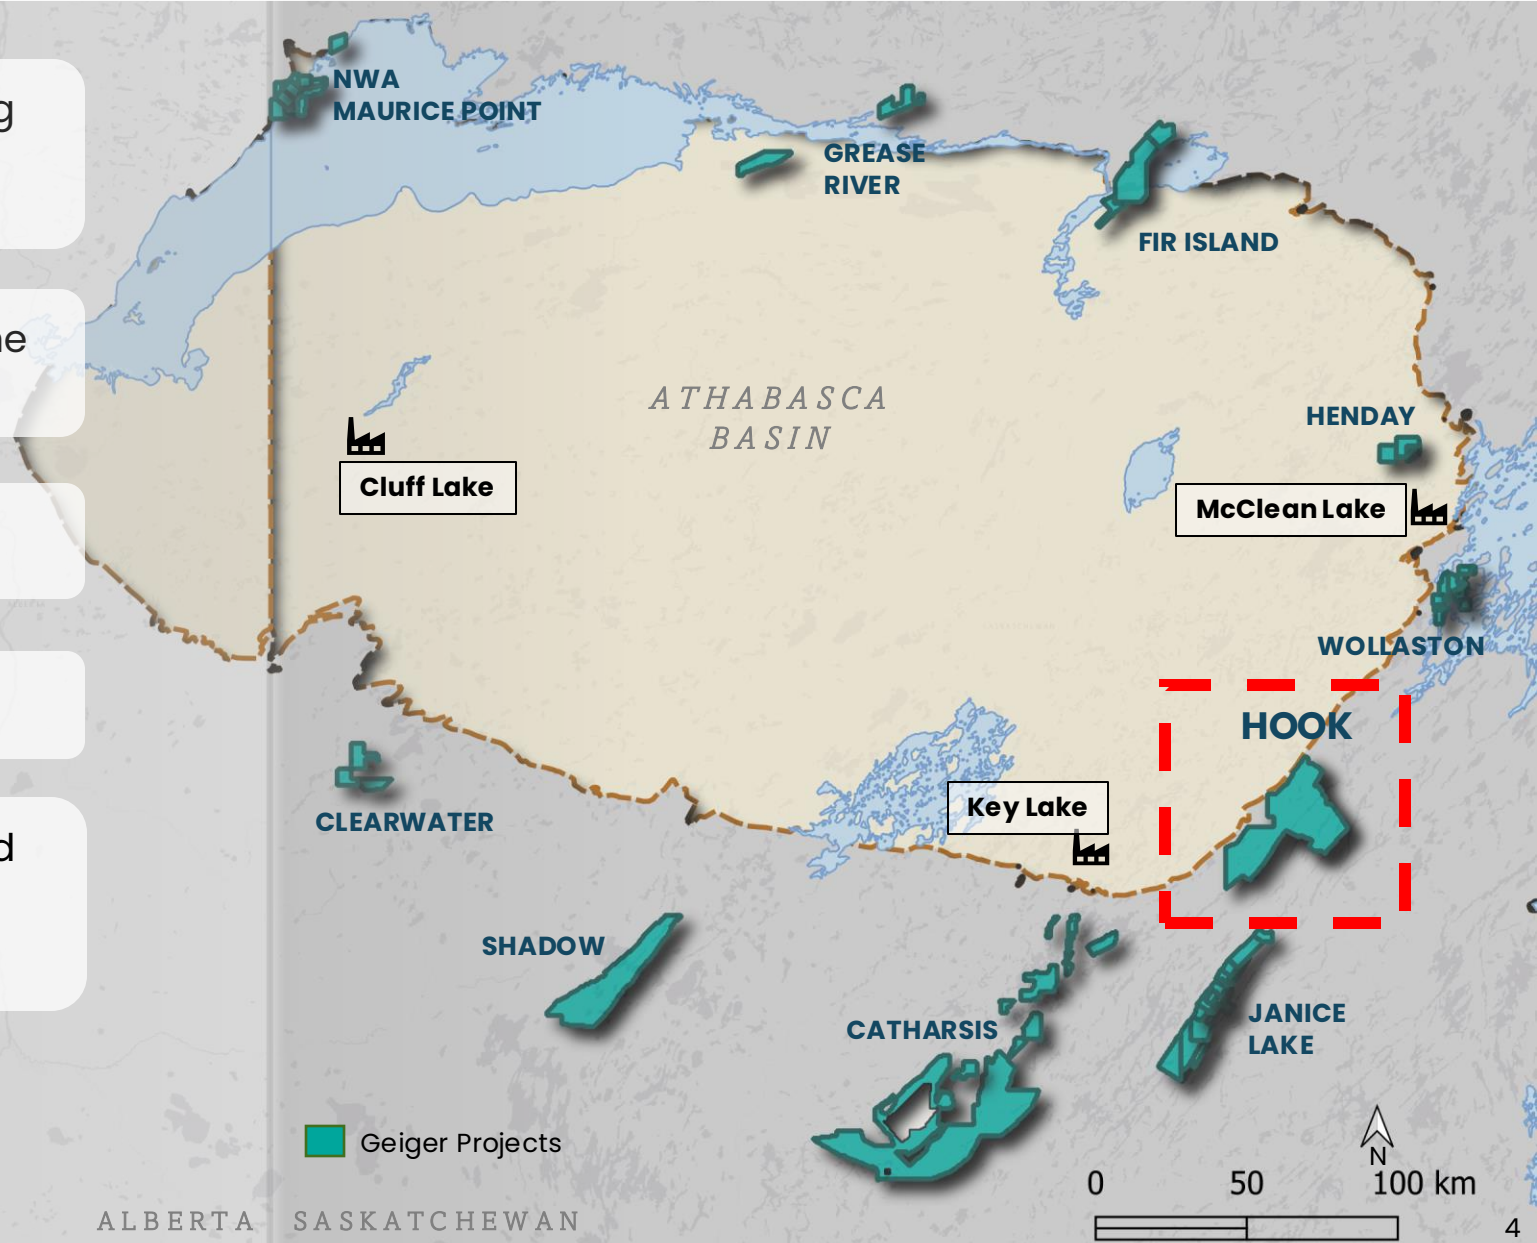 g
NWA
MAURICE POINT
GREASE
RIVER
FIR ISLAND
ne
ATHABASCA
BASIN
HENDAY
Cluff Lake
McClean Lake
WOLLASTON
HOOK
Key Lake
CLEARWATER
d
SHADOW
CATHARSIS
JANICE
LAKE
Geiger Projects
N
0 50 100 km
ALBERTA SASKATCHEWAN
4